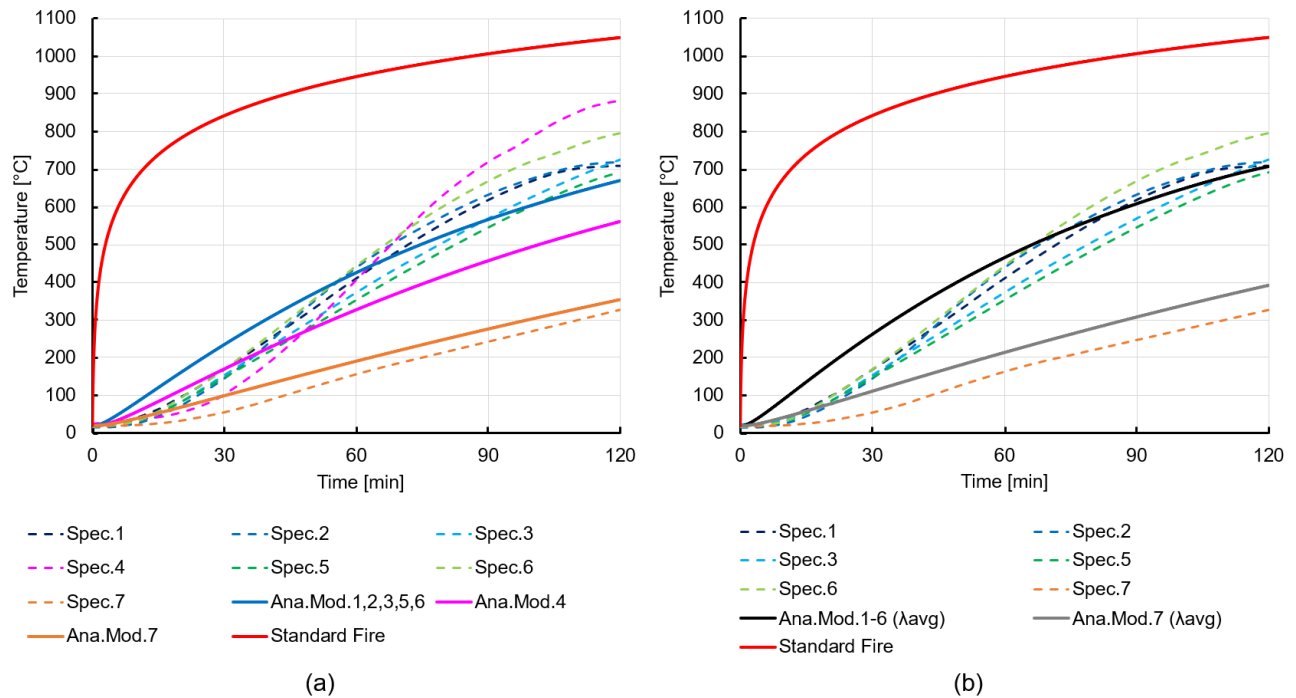 1100
1000
900
800
700
600
500
400
300
200
100
0
Temperature [°C]
0 30 60 90 120
Time [min]
Spec.1 Spec.2 Spec.3
Spec.4 Spec.5 Spec.6
Spec.7 Ana.Mod.1,2,3,5,6 Ana.Mod.4
Ana.Mod.7 Standard Fire
(a)
1100
1000
900
800
700
600
500
400
300
200
100
0
Temperature [°C]
0 30 60 90 120
Time [min]
Spec.1 Spec.2
Spec.3 Spec.5
Spec.6 Spec.7
Ana.Mod.1-6 (λavg) Ana.Mod.7 (λavg)
Standard Fire
(b)